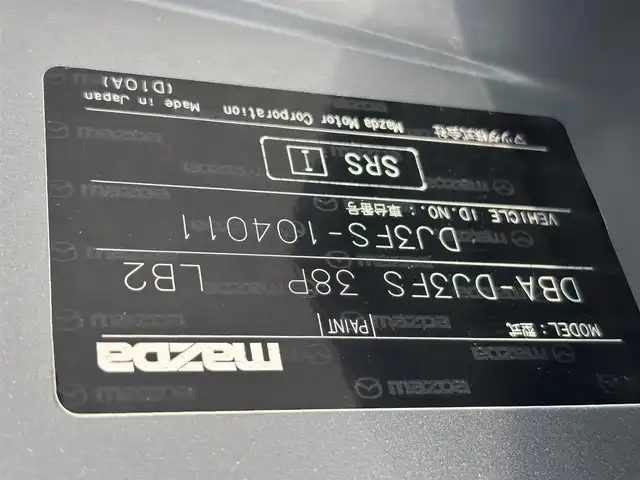 mazda
MODEL:型式 PAINT
DBA-DJ3FS 38P LB2
VEHICLE ID.NO.:車台番号
DJ3FS-104011
SRS I
マツダ株式会社 Mazda Motor Corporation Made in Japan
(D10A)